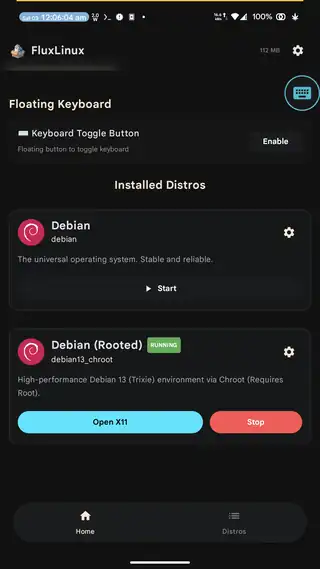 Sat 03 12:06:04 am
100%
FluxLinux
112 MB
Floating Keyboard
Keyboard Toggle Button
Floating button to toggle keyboard
Enable
Installed Distros
Debian
debian
The universal operating system. Stable and reliable.
Start
Debian (Rooted) RUNNING
debian13_chroot
High-performance Debian 13 (Trixie) environment via Chroot (Requires
Root).
Open X11 Stop
Home Distros